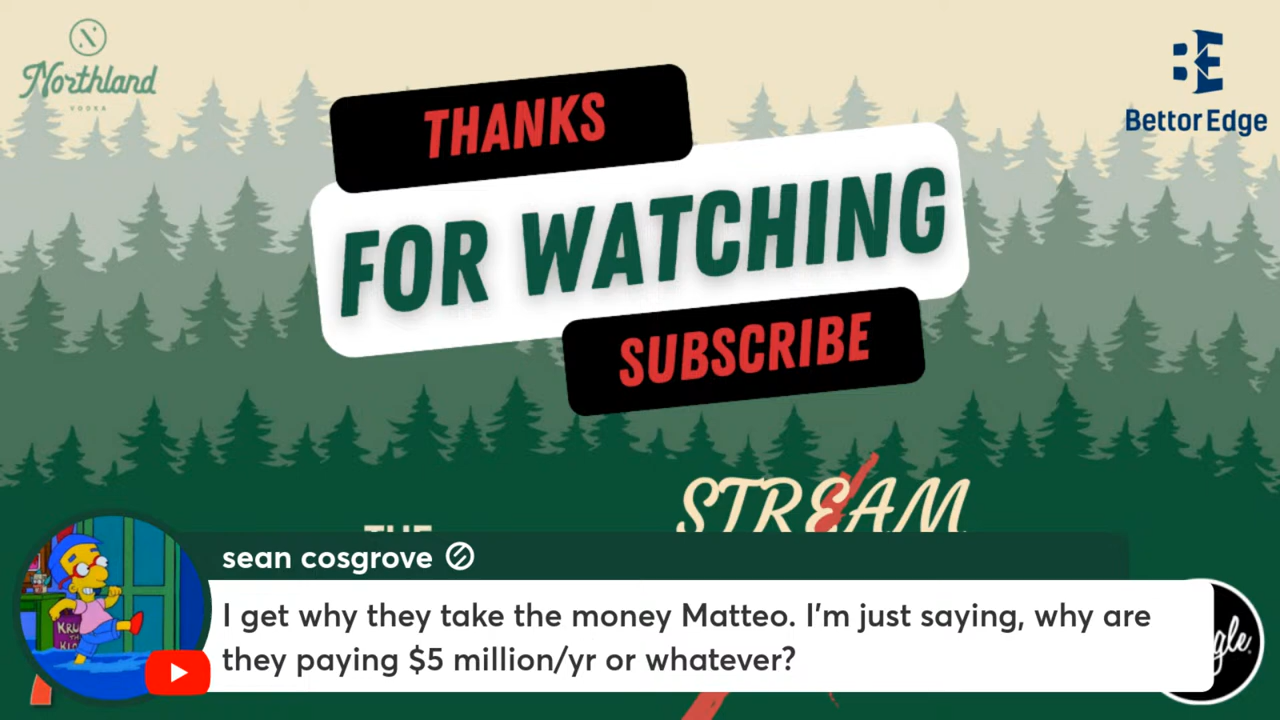 Northland
VODKA
BettorEdge
THANKS
FOR WATCHING
SUBSCRIBE
STREAM
THE
sean cosgrove
I get why they take the money Matteo. I'm just saying, why are
they paying $5 million/yr or whatever?